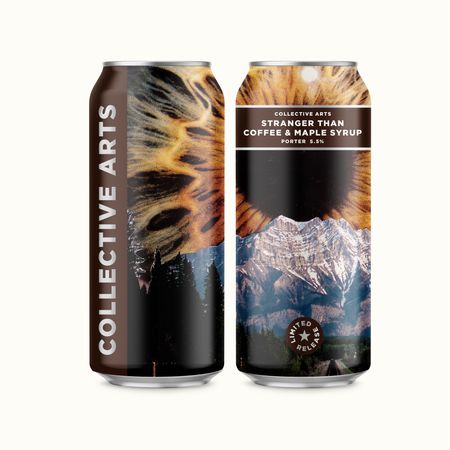 COLLECTIVE ARTS
COLLECTIVE ARTS
STRANGER THAN
COFFEE & MAPLE SYRUP
PORTER 5.5%
LIMITED
RELEASE